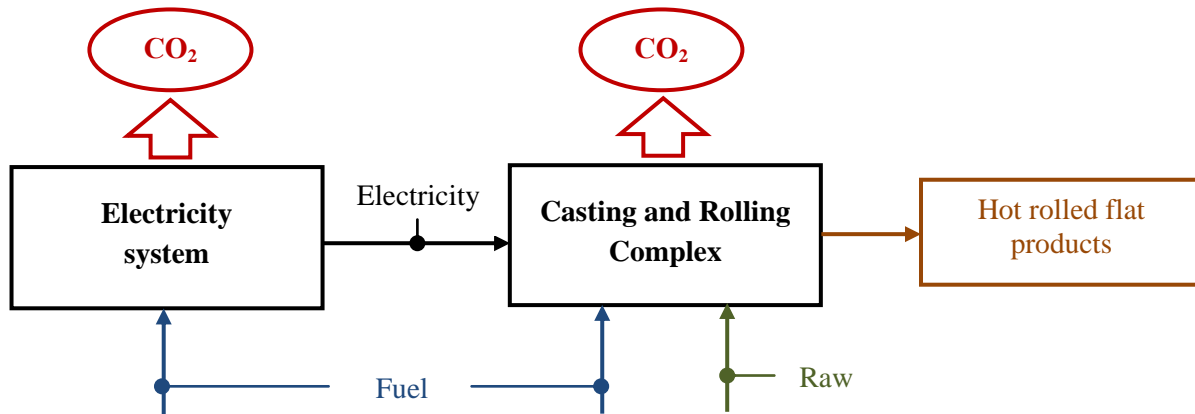 CO₂
CO₂
Electricity
system
Electricity
Casting and Rolling
Complex
Hot rolled flat
products
Fuel
Raw